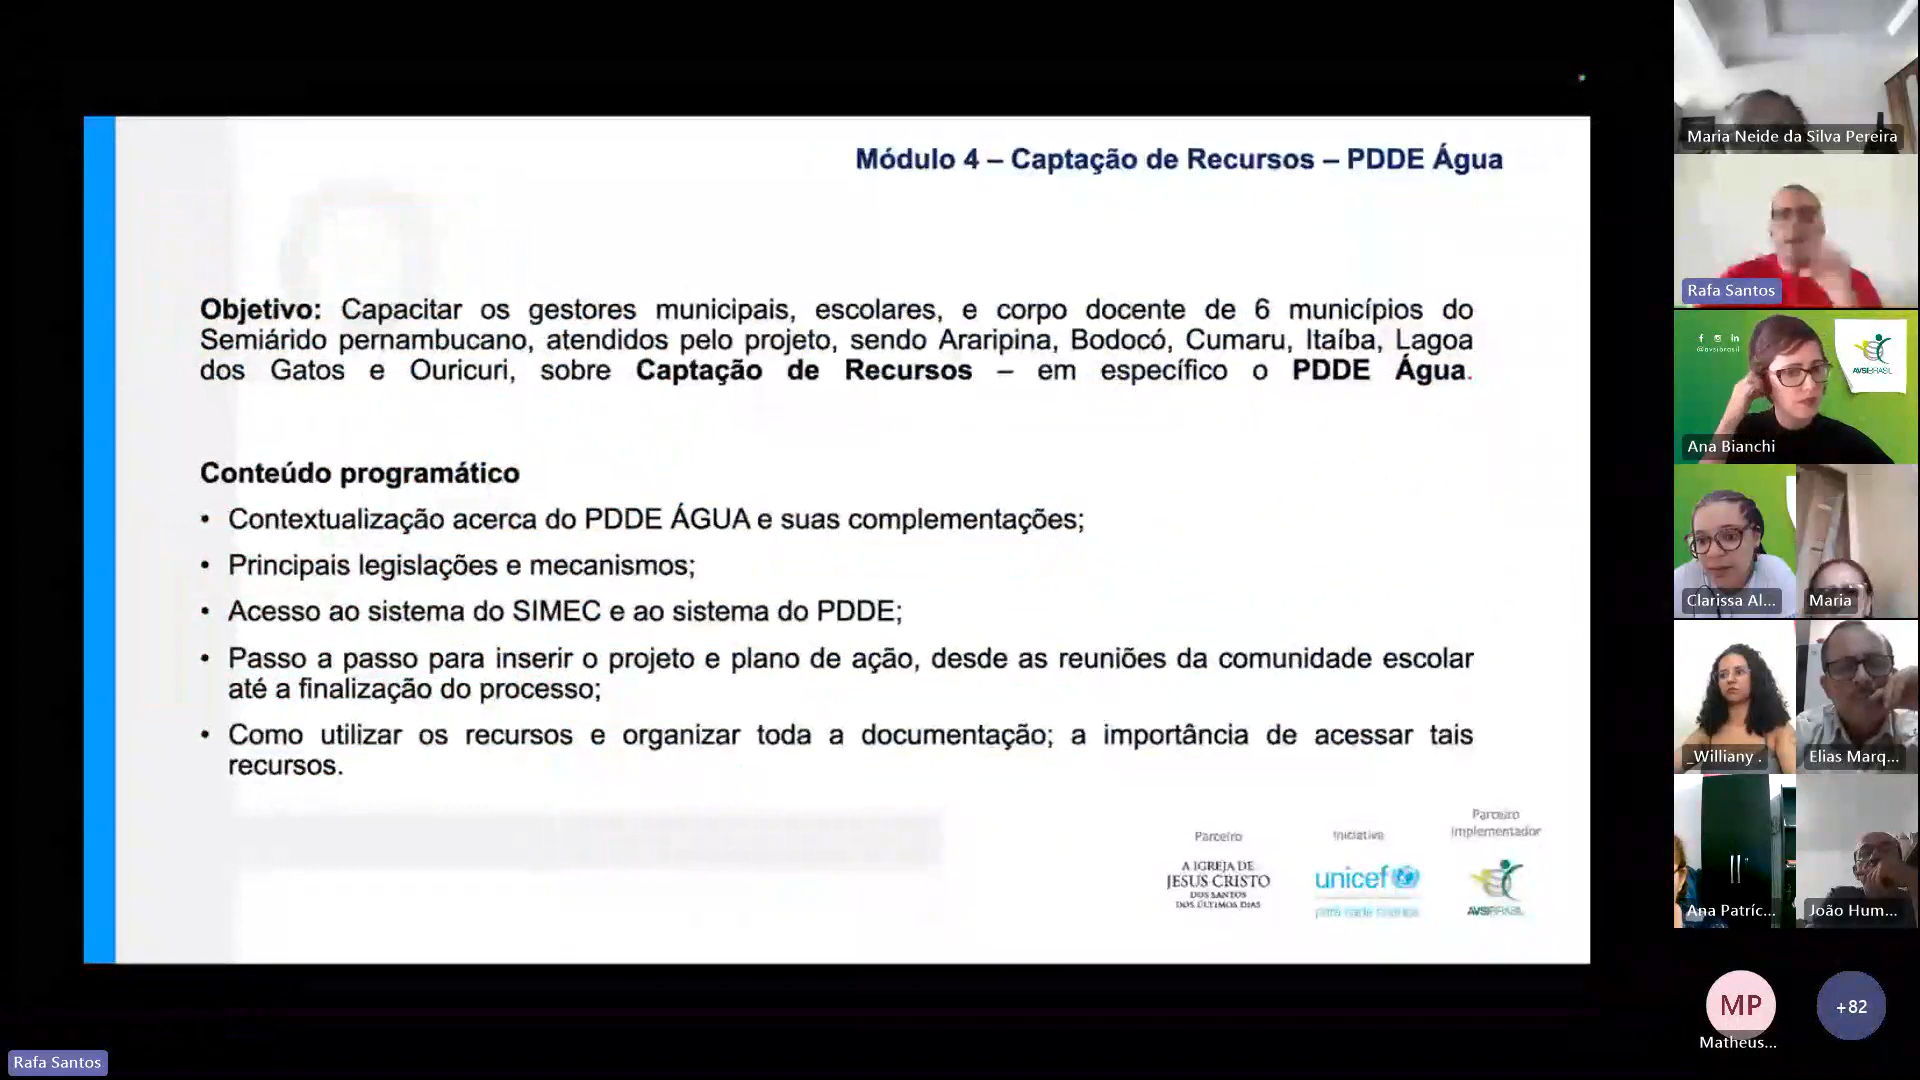 Módulo 4 – Captação de Recursos – PDDE Água
Objetivo: Capacitar os gestores municipais, escolares, e corpo docente de 6 municípios do
Semiárido pernambucano, atendidos pelo projeto, sendo Araripina, Bodocó, Cumaru, Itaíba, Lagoa
dos Gatos e Ouricuri, sobre Captação de Recursos – em específico o PDDE Água.
Conteúdo programático
• Contextualização acerca do PDDE ÁGUA e suas complementações;
• Principais legislações e mecanismos;
• Acesso ao sistema do SIMEC e ao sistema do PDDE;
• Passo a passo para inserir o projeto e plano de ação, desde as reuniões da comunidade escolar
até a finalização do processo;
• Como utilizar os recursos e organizar toda a documentação; a importância de acessar tais
recursos.
Parceiro
A IGREJA DE
JESUS CRISTO
DOS SANTOS
DOS ÚLTIMOS DIAS
Iniciativa
unicef
para cada criança
Parceiro
Implementador
AVSIBRASIL
Maria Neide da Silva Pereira
Rafa Santos
@avsibrasil
AVSIBRASIL
Ana Bianchi
Clarissa Al...
Maria
_Williany .
Elias Marq...
Ana Patríc...
João Hum...
MP
Matheus...
+82
Rafa Santos